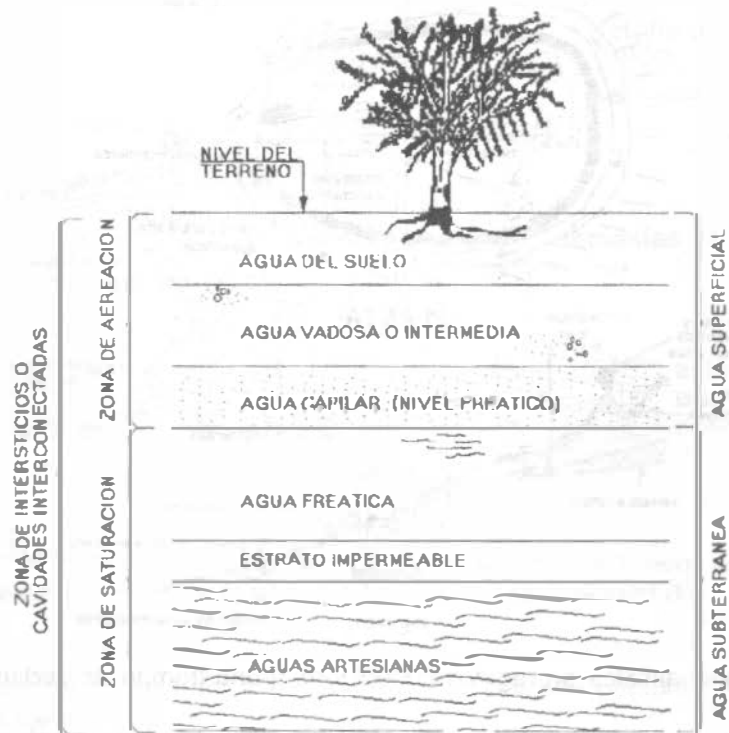 NIVEL DEL
TERRENO
ZONA DE INTERSTICIOS O
CAVIDADES INTERCONECTADAS
ZONA DE AEREACION
AGUA DEL SUELO
AGUA VADOSA O INTERMEDIA
AGUA CAPILAR (NIVEL FREATICO)
AGUA SUPERFICIAL
ZONA DE SATURACION
AGUA FREATICA
ESTRATO IMPERMEABLE
AGUAS ARTESIANAS
AGUA SUBTERRANEA